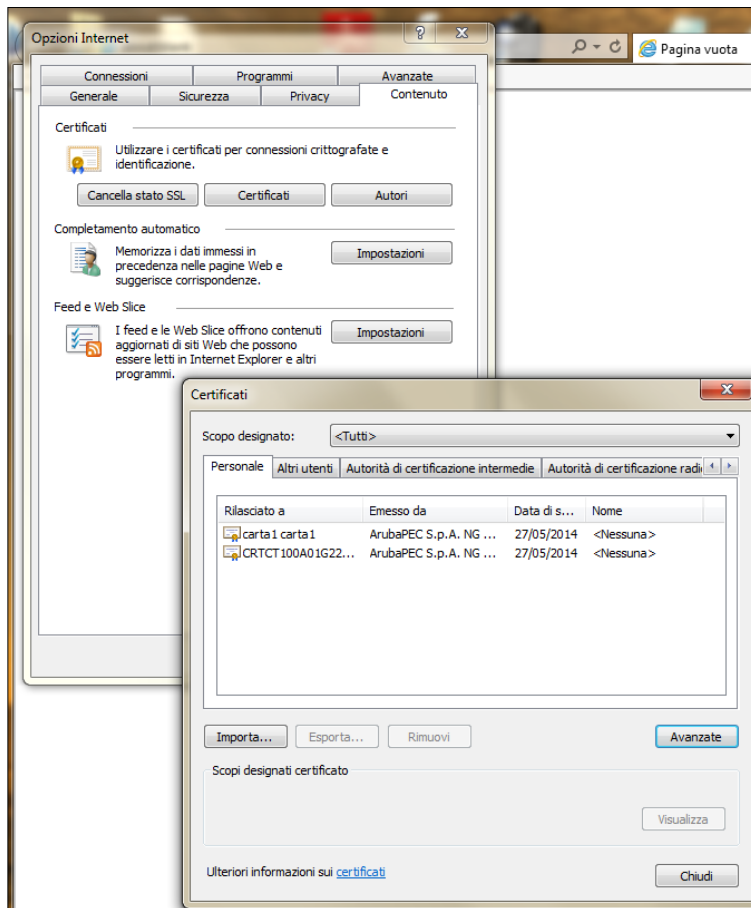 Opzioni Internet
Pagina vuota
Connessioni Programmi Avanzate
Generale Sicurezza Privacy Contenuto
Certificati
Utilizzare i certificati per connessioni crittografate e
identificazione.
Cancella stato SSL Certificati Autori
Completamento automatico
Memorizza i dati immessi in
precedenza nelle pagine Web e
suggerisce corrispondenze.
Impostazioni
Feed e Web Slice
I feed e le Web Slice offrono contenuti
aggiornati di siti Web che possono
essere letti in Internet Explorer e altri
programmi.
Impostazioni
Certificati
Scopo designato: <Tutti>
Personale Altri utenti Autorità di certificazione intermedie Autorità di certificazione radi
Rilasciato a Emesso da Data di s... Nome
carta1 carta1 ArubaPEC S.p.A. NG ... 27/05/2014 <Nessuna>
CRTCT100A01G22... ArubaPEC S.p.A. NG ... 27/05/2014 <Nessuna>
Importa... Esporta... Rimuovi Avanzate
Scopi designati certificato
Visualizza
Ulteriori informazioni sui certificati
Chiudi